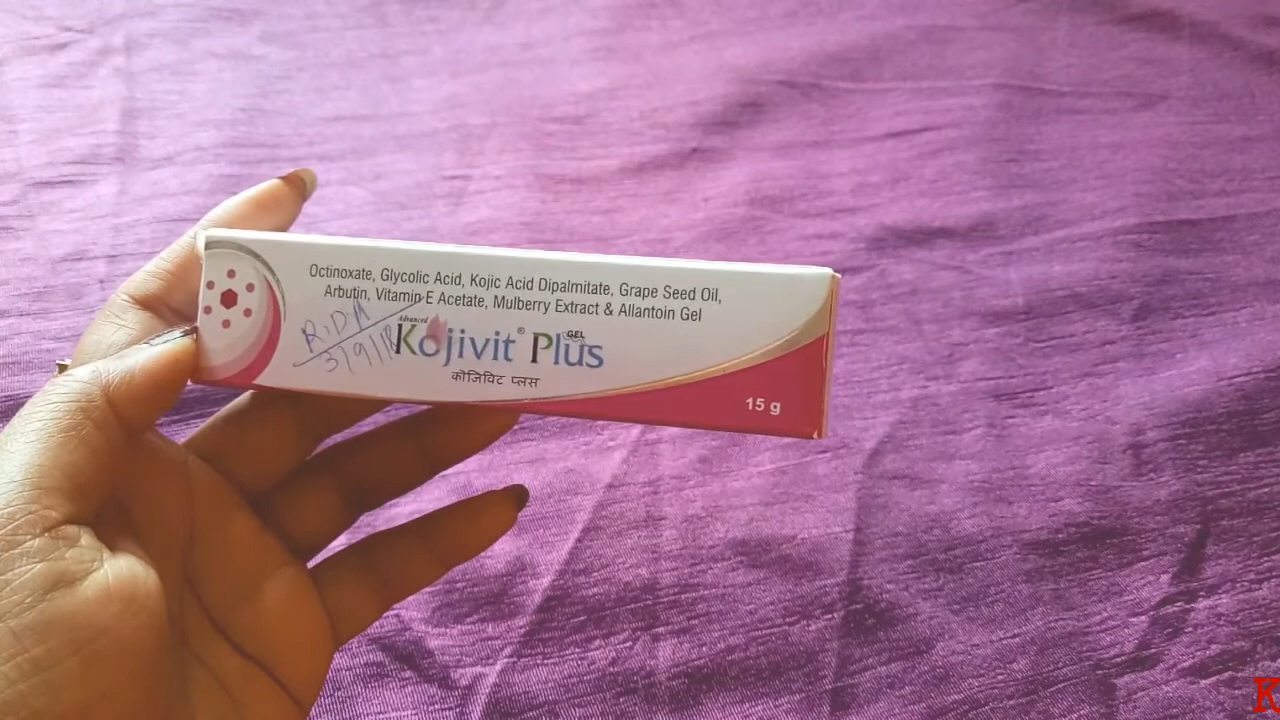 Octinoxate, Glycolic Acid, Kojic Acid Dipalmitate, Grape Seed Oil,
Arbutin, Vitamin E Acetate, Mulberry Extract & Allantoin Gel
RIDA
3/9/18
Advanced
Kojivit® Plus GEL
कोजिविट प्लस
15 g
K